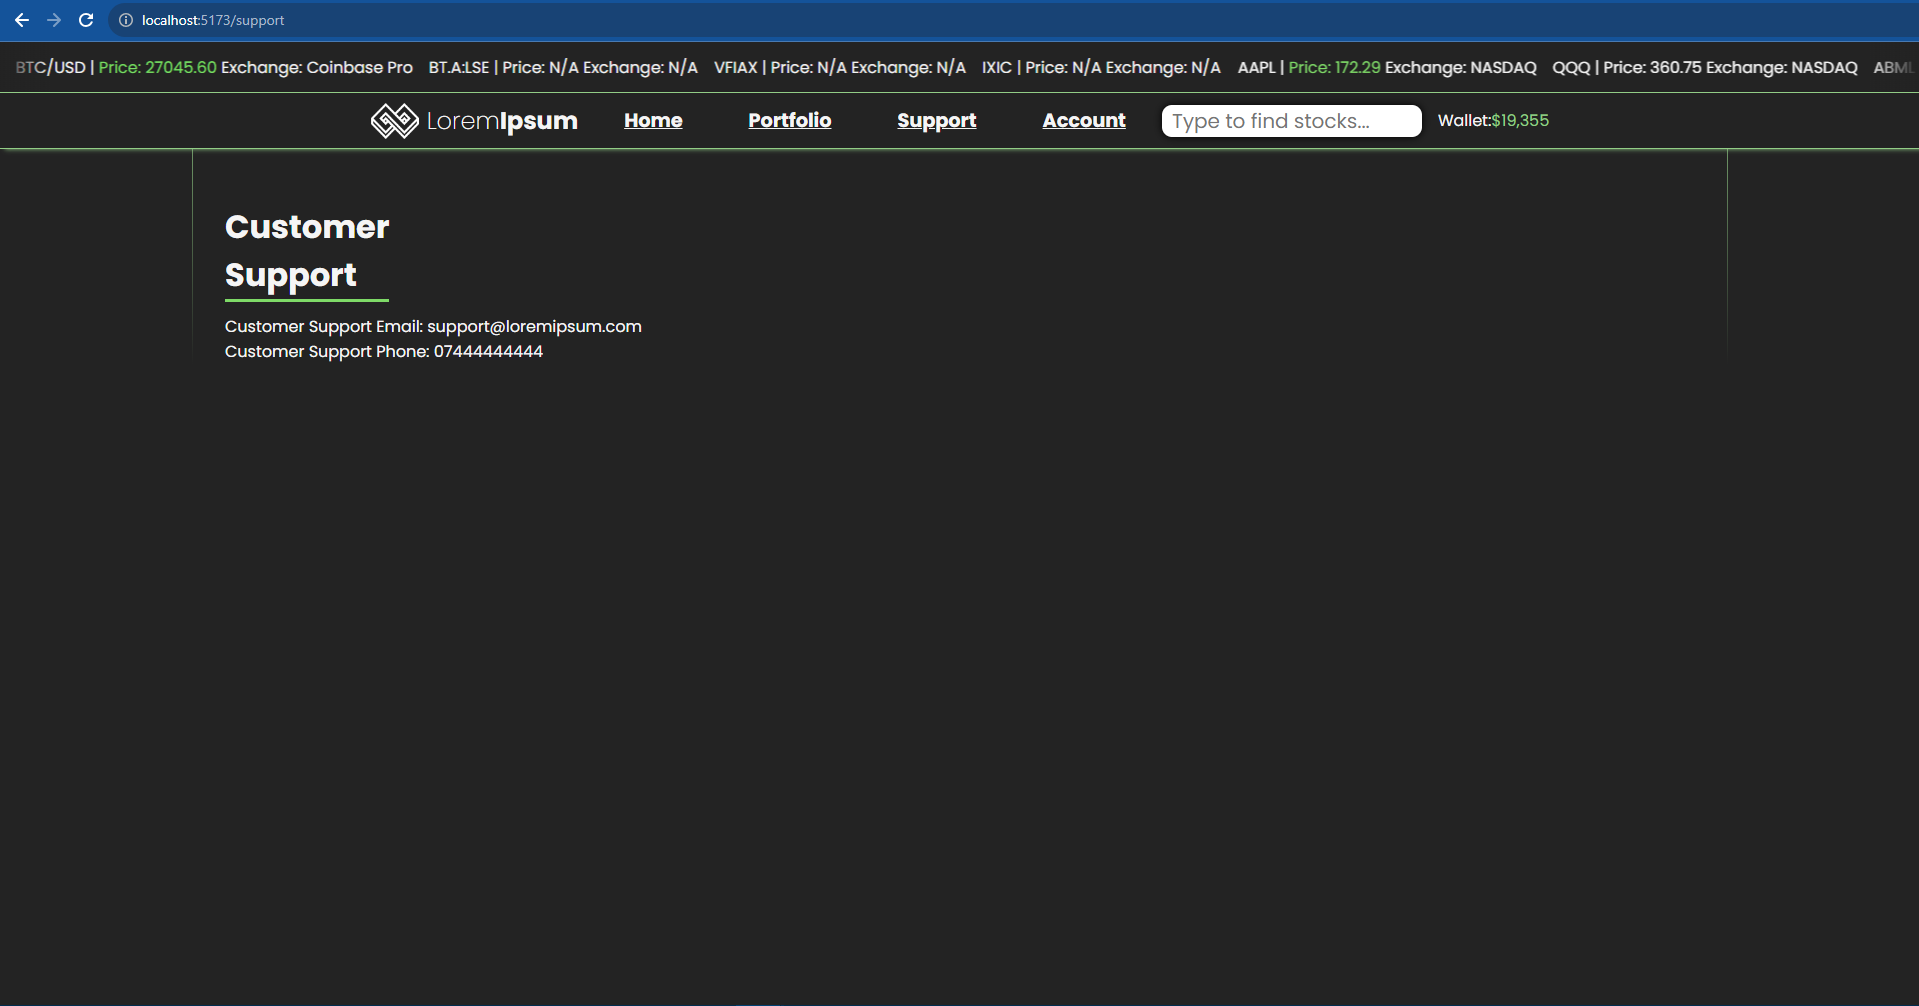 localhost:5173/support
BTC/USD | Price: 27045.60 Exchange: Coinbase Pro BT.A:LSE | Price: N/A Exchange: N/A VFIAX | Price: N/A Exchange: N/A IXIC | Price: N/A Exchange: N/A AAPL | Price: 172.29 Exchange: NASDAQ QQQ | Price: 360.75 Exchange: NASDAQ ABML
LoremIpsum Home Portfolio Support Account Type to find stocks... Wallet:$19,355
Customer
Support
Customer Support Email: support@loremipsum.com
Customer Support Phone: 07444444444